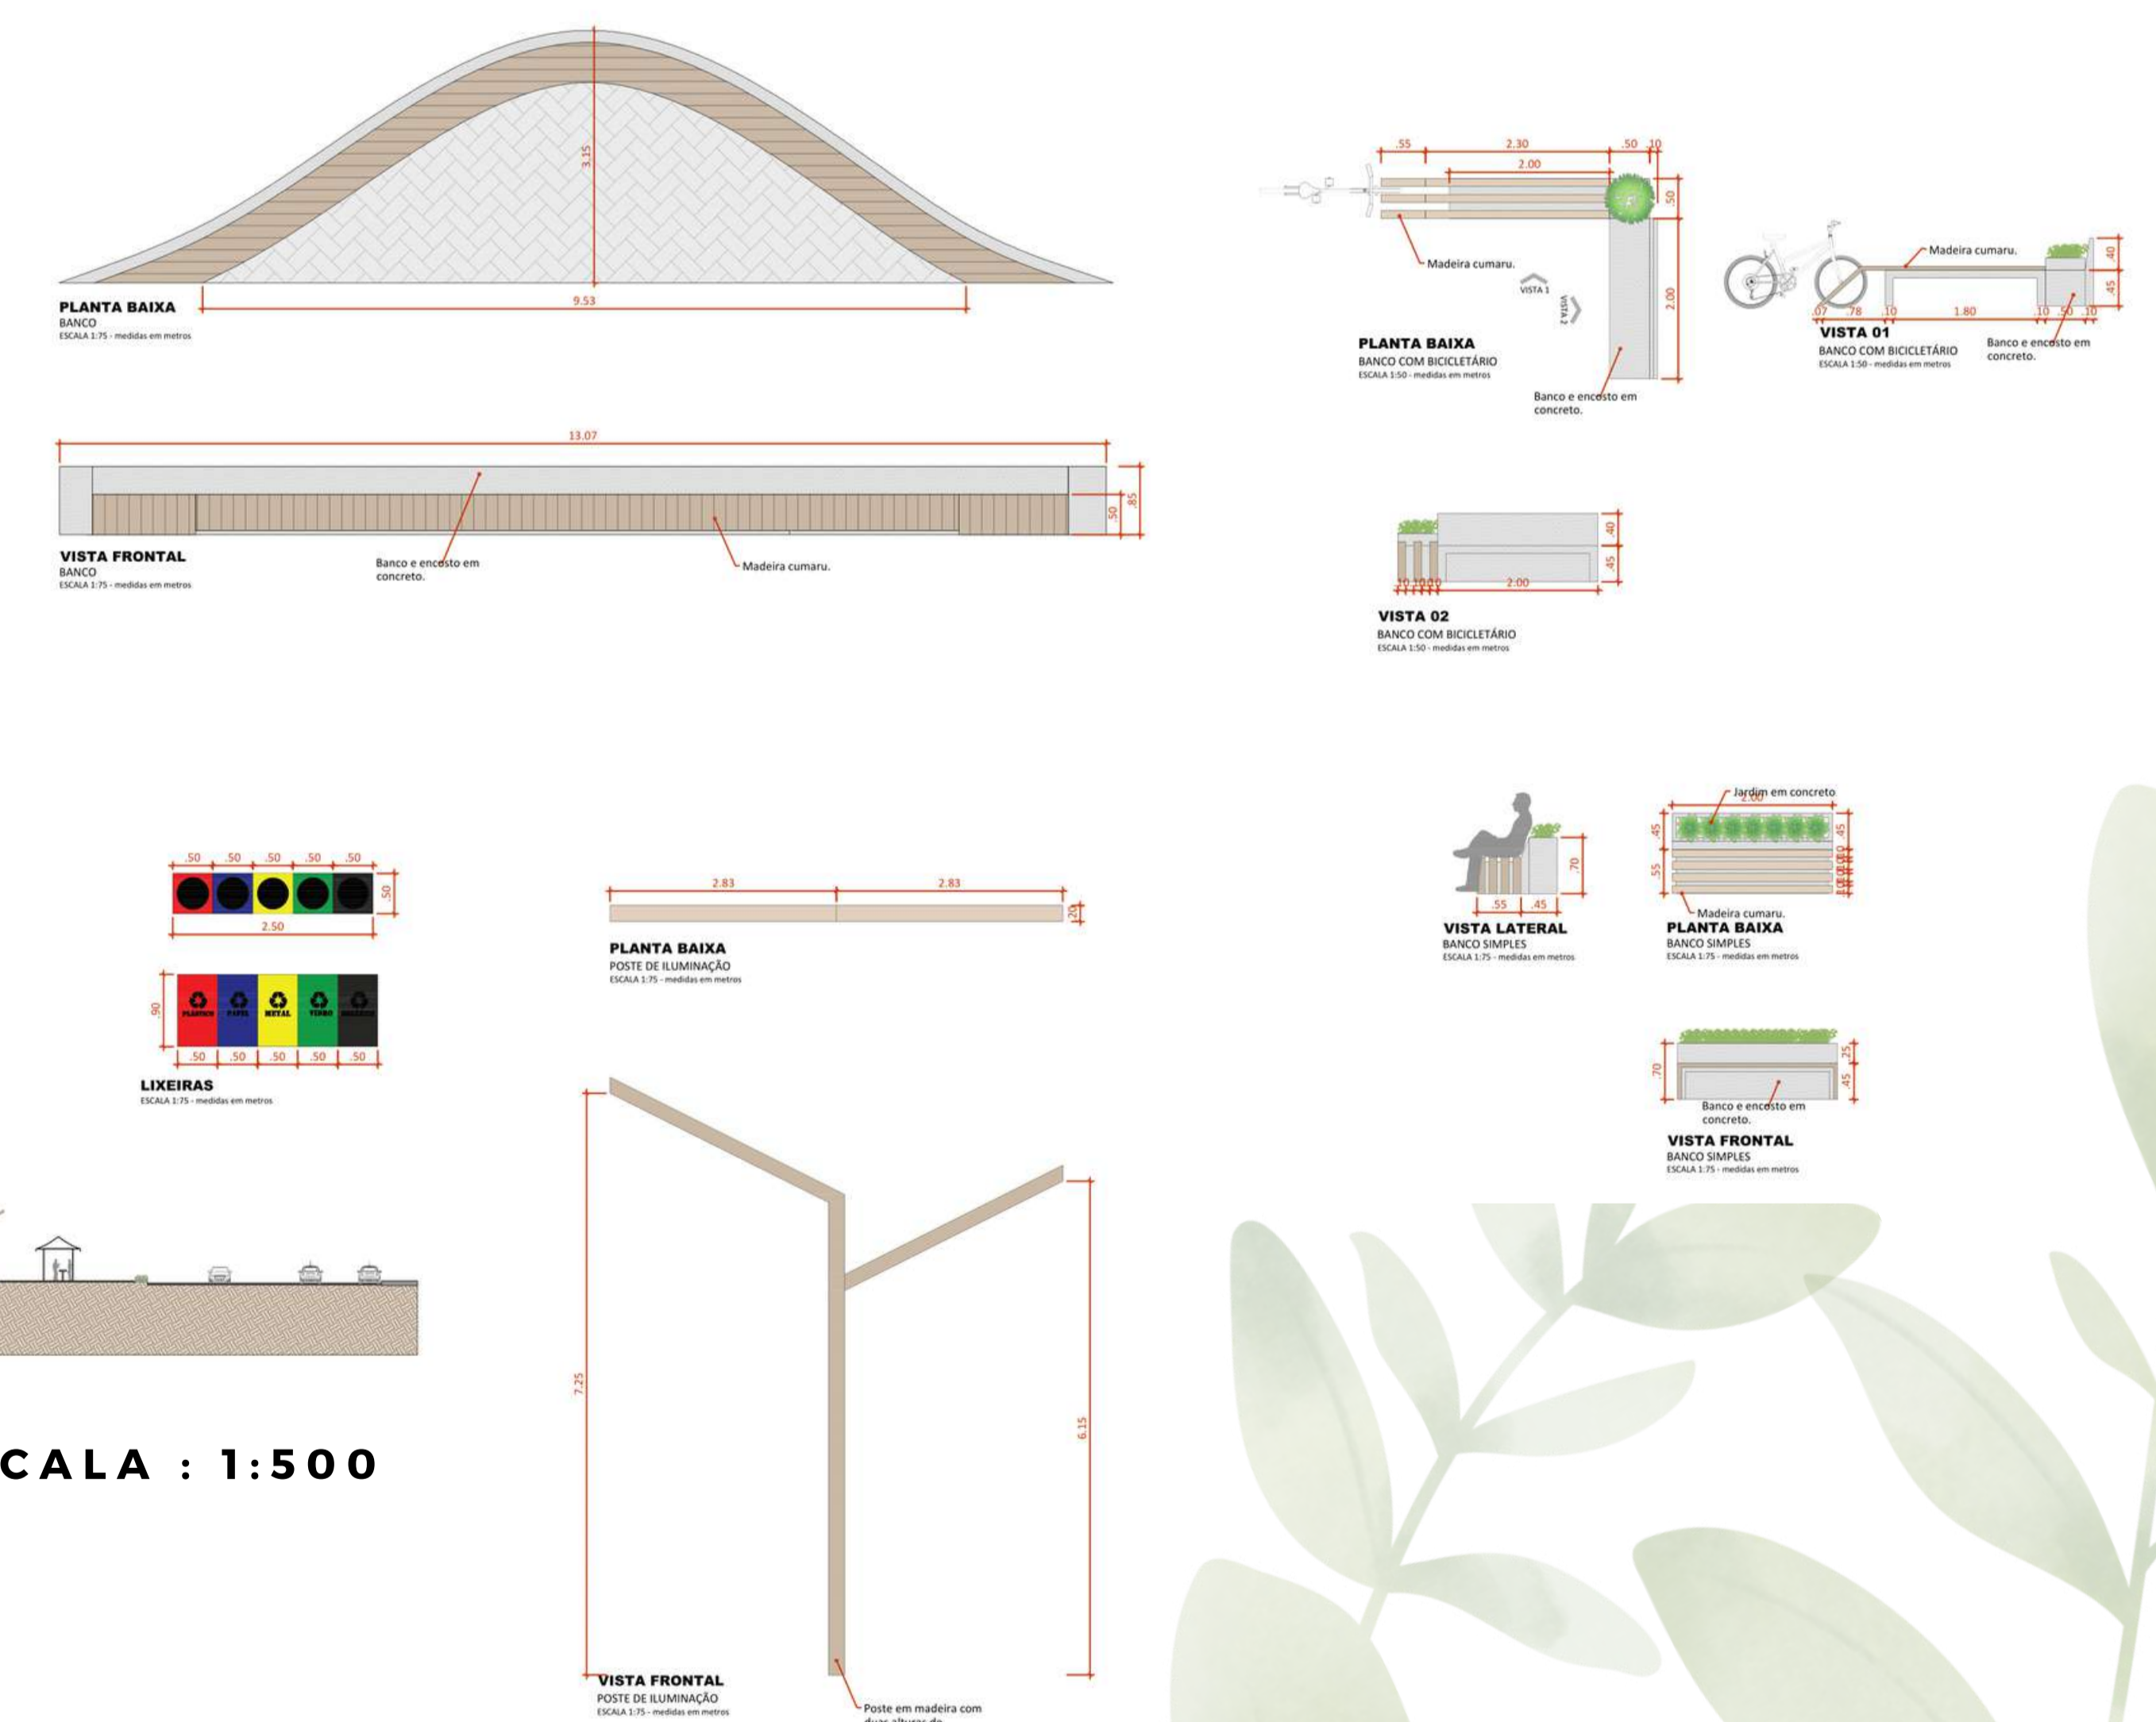 3.15
9.53
PLANTA BAIXA
BANCO
ESCALA 1:75 - medidas em metros
13.07
.50
.85
VISTA FRONTAL
BANCO
ESCALA 1:75 - medidas em metros
Banco e encosto em
concreto.
Madeira cumaru.
.55
2.30
.50
.10
2.00
.50
Madeira cumaru.
VISTA 1
VISTA 2
2.00
PLANTA BAIXA
BANCO COM BICICLETÁRIO
ESCALA 1:50 - medidas em metros
Banco e encosto em
concreto.
Madeira cumaru.
.40
.45
.07
.78
.10
1.80
.10
.50
.10
VISTA 01
BANCO COM BICICLETÁRIO
ESCALA 1:50 - medidas em metros
Banco e encosto em
concreto.
.40
.45
2.00
VISTA 02
BANCO COM BICICLETÁRIO
ESCALA 1:50 - medidas em metros
.50 .50 .50 .50 .50
.50
2.50
.90
PLÁSTICO PAPEL METAL VIDRO
.50 .50 .50 .50 .50
LIXEIRAS
ESCALA 1:75 - medidas em metros
2.83
2.83
.20
PLANTA BAIXA
POSTE DE ILUMINAÇÃO
ESCALA 1:75 - medidas em metros
.70
.55
.45
VISTA LATERAL
BANCO SIMPLES
ESCALA 1:75 - medidas em metros
Jardim em concreto
2.00
.45
.55
.45
Madeira cumaru.
PLANTA BAIXA
BANCO SIMPLES
ESCALA 1:75 - medidas em metros
.70
.25
.45
Banco e encosto em
concreto.
VISTA FRONTAL
BANCO SIMPLES
ESCALA 1:75 - medidas em metros
7.25
6.15
CALA : 1:500
VISTA FRONTAL
POSTE DE ILUMINAÇÃO
ESCALA 1:75 - medidas em metros
Poste em madeira com